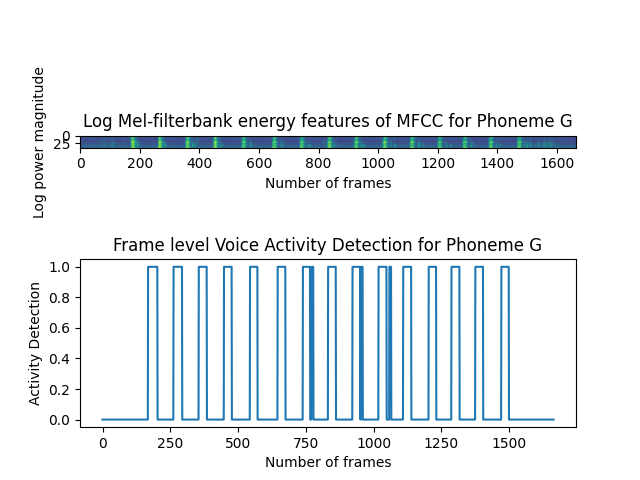 Log Mel-filterbank energy features of MFCC for Phoneme G
Log power magnitude
0
25
0 200 400 600 800 1000 1200 1400 1600
Number of frames
Frame level Voice Activity Detection for Phoneme G
Activity Detection
1.0
0.8
0.6
0.4
0.2
0.0
0 250 500 750 1000 1250 1500
Number of frames